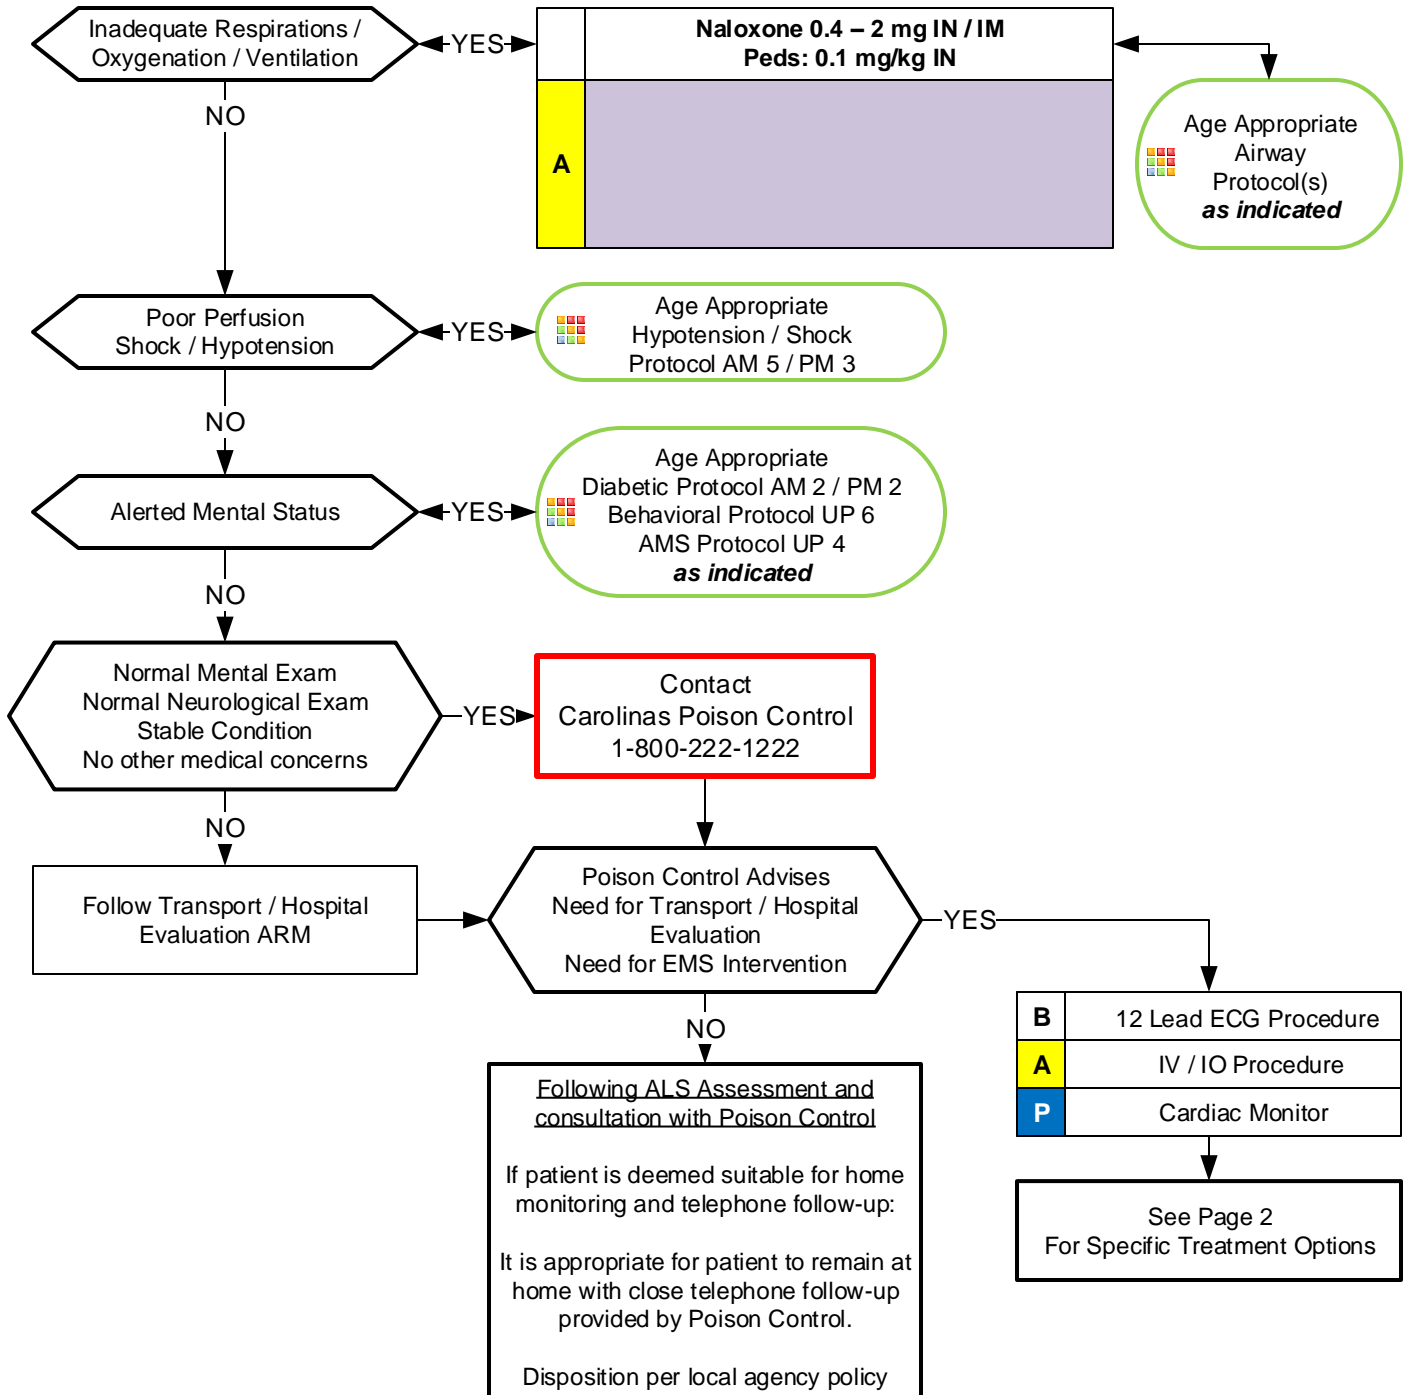 Inadequate Respirations /
Oxygenation / Ventilation
YES
Naloxone 0.4 – 2 mg IN / IM
Peds: 0.1 mg/kg IN
A
Age Appropriate
Airway
Protocol(s)
as indicated
NO
Poor Perfusion
Shock / Hypotension
YES
Age Appropriate
Hypotension / Shock
Protocol AM 5 / PM 3
NO
Alerted Mental Status
YES
Age Appropriate
Diabetic Protocol AM 2 / PM 2
Behavioral Protocol UP 6
AMS Protocol UP 4
as indicated
NO
Normal Mental Exam
Normal Neurological Exam
Stable Condition
No other medical concerns
YES
Contact
Carolinas Poison Control
1-800-222-1222
NO
Follow Transport / Hospital
Evaluation ARM
Poison Control Advises
Need for Transport / Hospital
Evaluation
Need for EMS Intervention
YES
B
12 Lead ECG Procedure
A
IV / IO Procedure
P
Cardiac Monitor
See Page 2
For Specific Treatment Options
NO
Following ALS Assessment and
consultation with Poison Control
If patient is deemed suitable for home
monitoring and telephone follow-up:
It is appropriate for patient to remain at
home with close telephone follow-up
provided by Poison Control.
Disposition per local agency policy